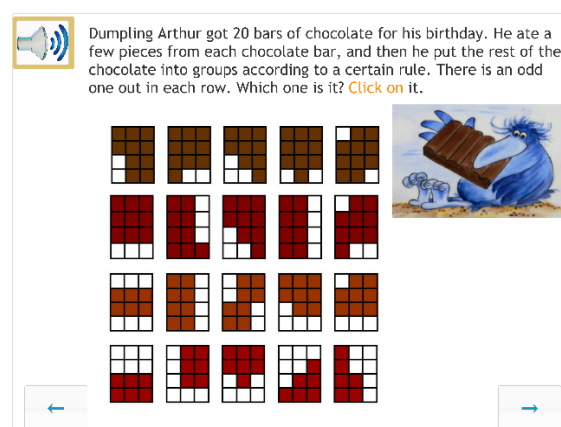 Dumpling Arthur got 20 bars of chocolate for his birthday. He ate a
few pieces from each chocolate bar, and then he put the rest of the
chocolate into groups according to a certain rule. There is an odd
one out in each row. Which one is it? Click on it.